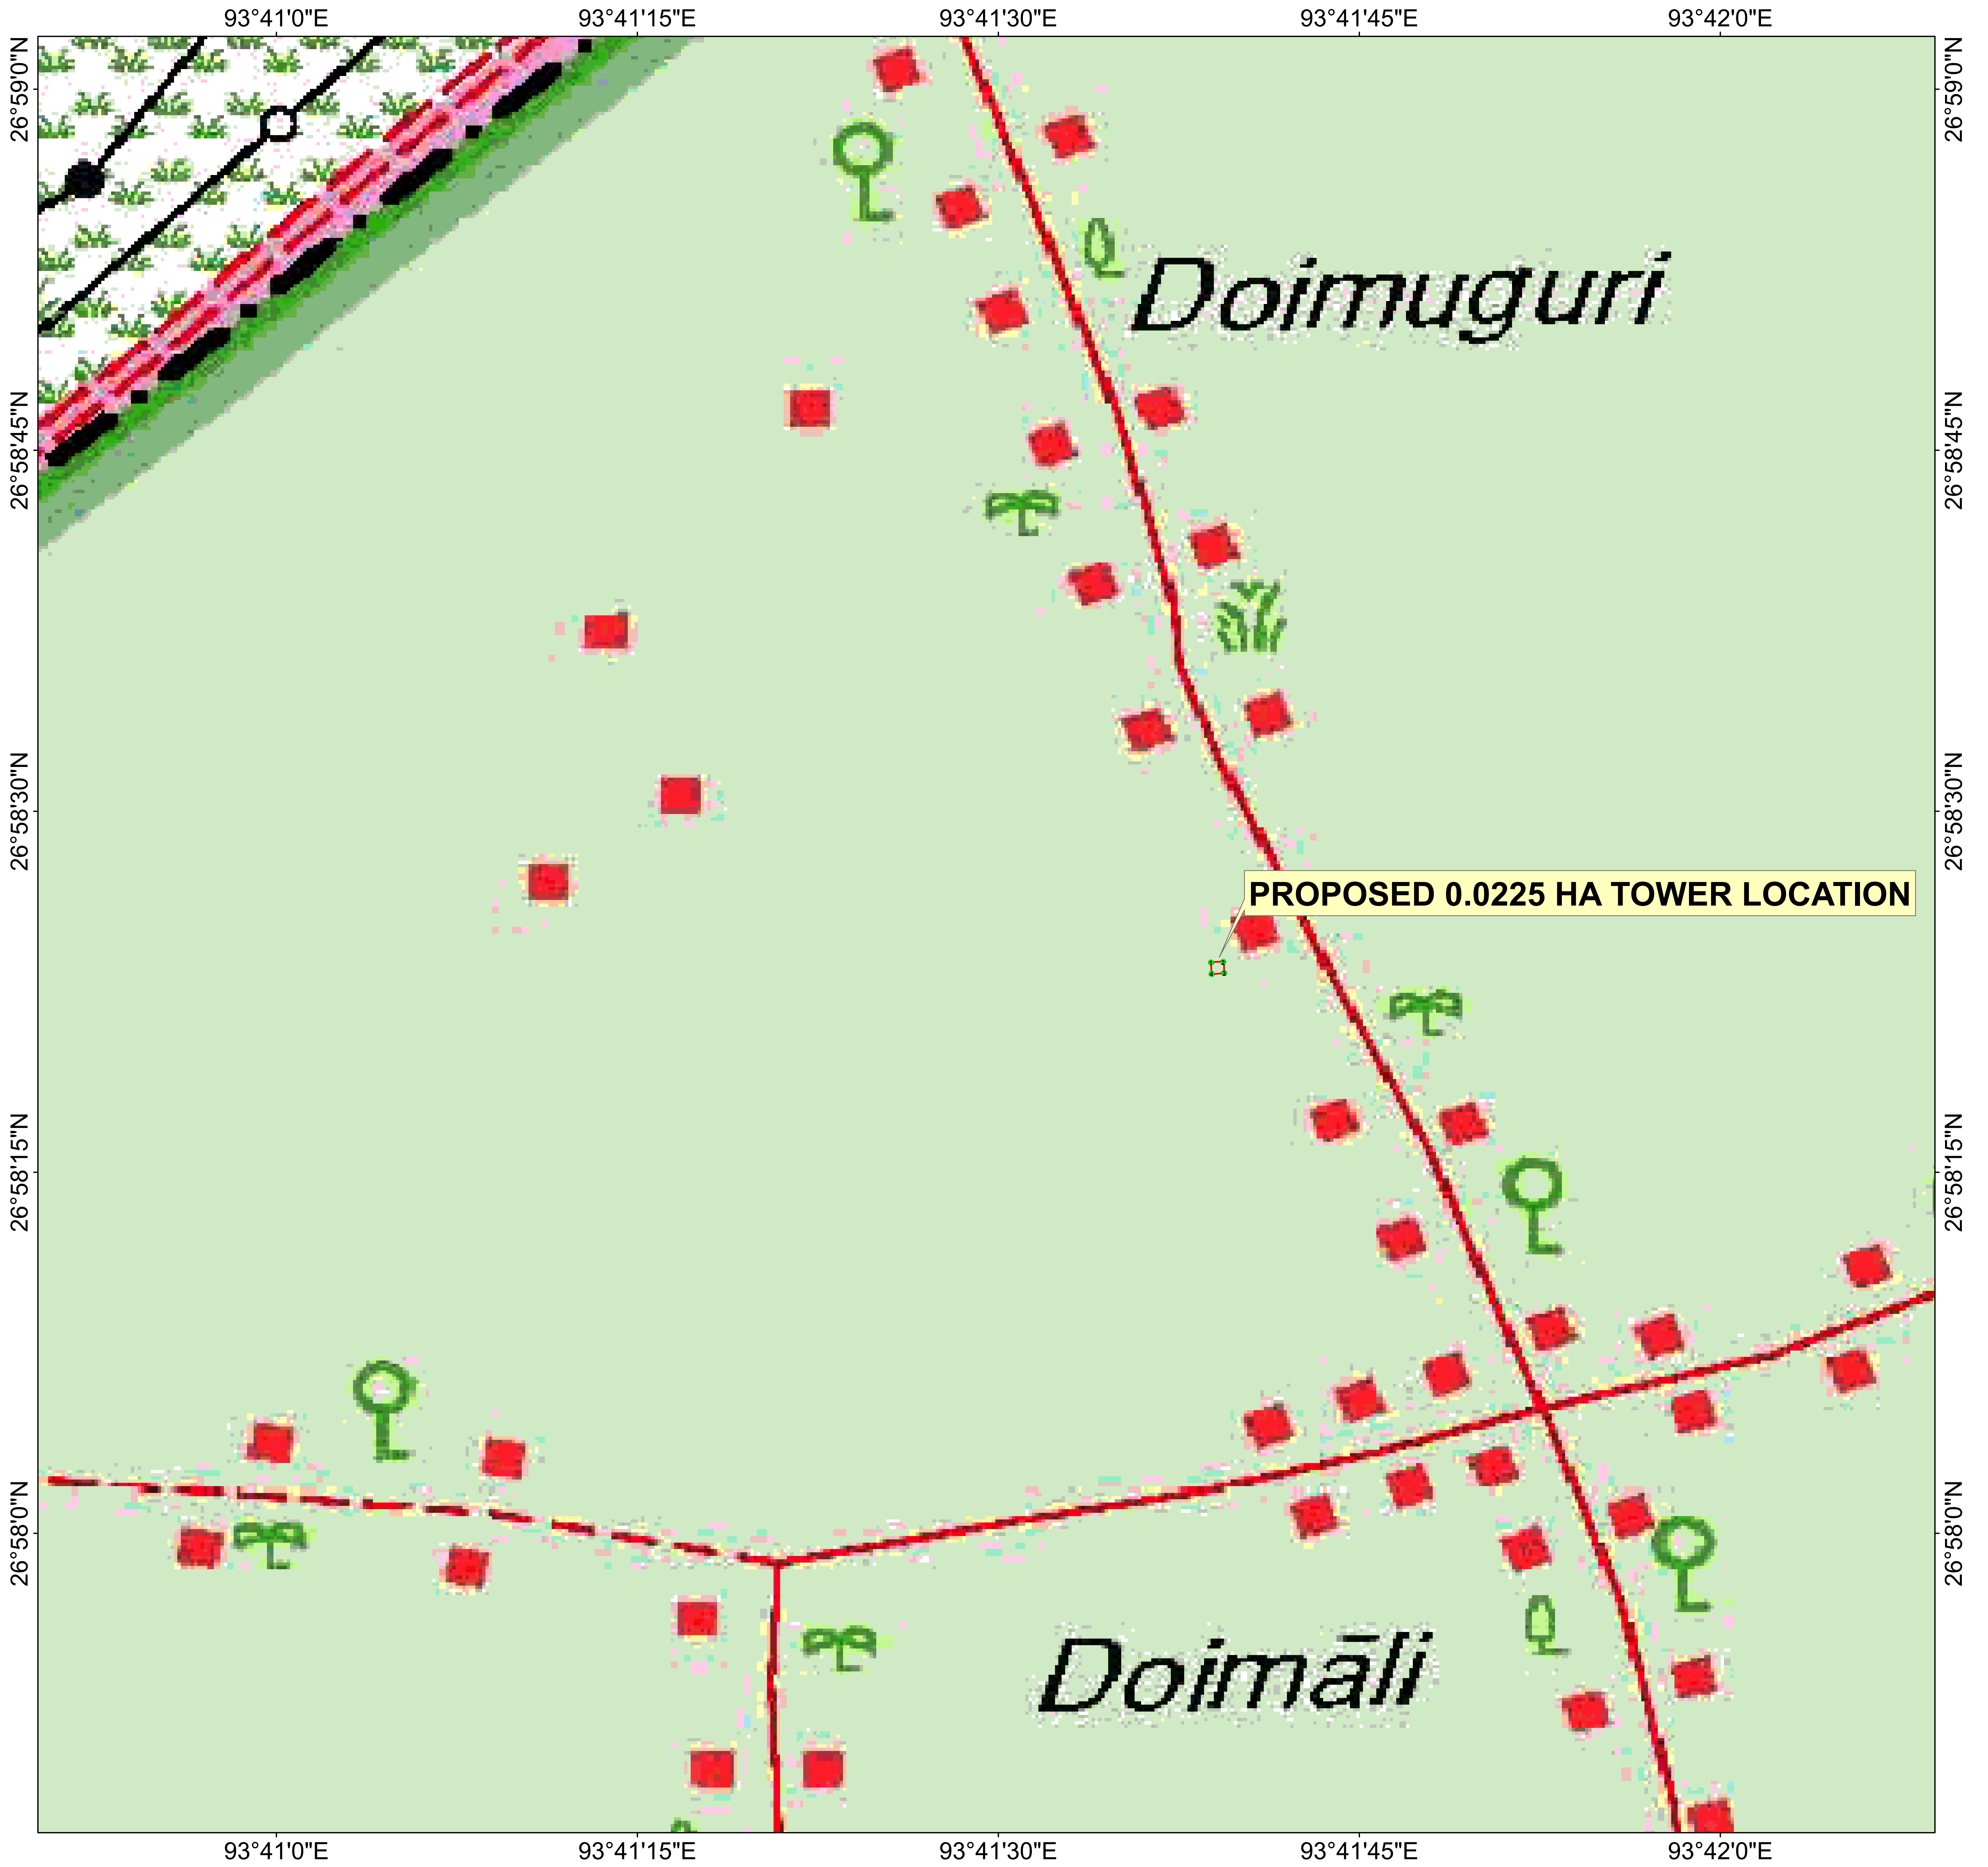 93°41'0"E 93°41'15"E 93°41'30"E 93°41'45"E 93°42'0"E
26°59'0"N 26°59'0"N
Doimuguri
26°58'45"N 26°58'45"N
26°58'30"N 26°58'30"N
PROPOSED 0.0225 HA TOWER LOCATION
26°58'15"N 26°58'15"N
26°58'0"N 26°58'0"N
Doimāli
93°41'0"E 93°41'15"E 93°41'30"E 93°41'45"E 93°42'0"E